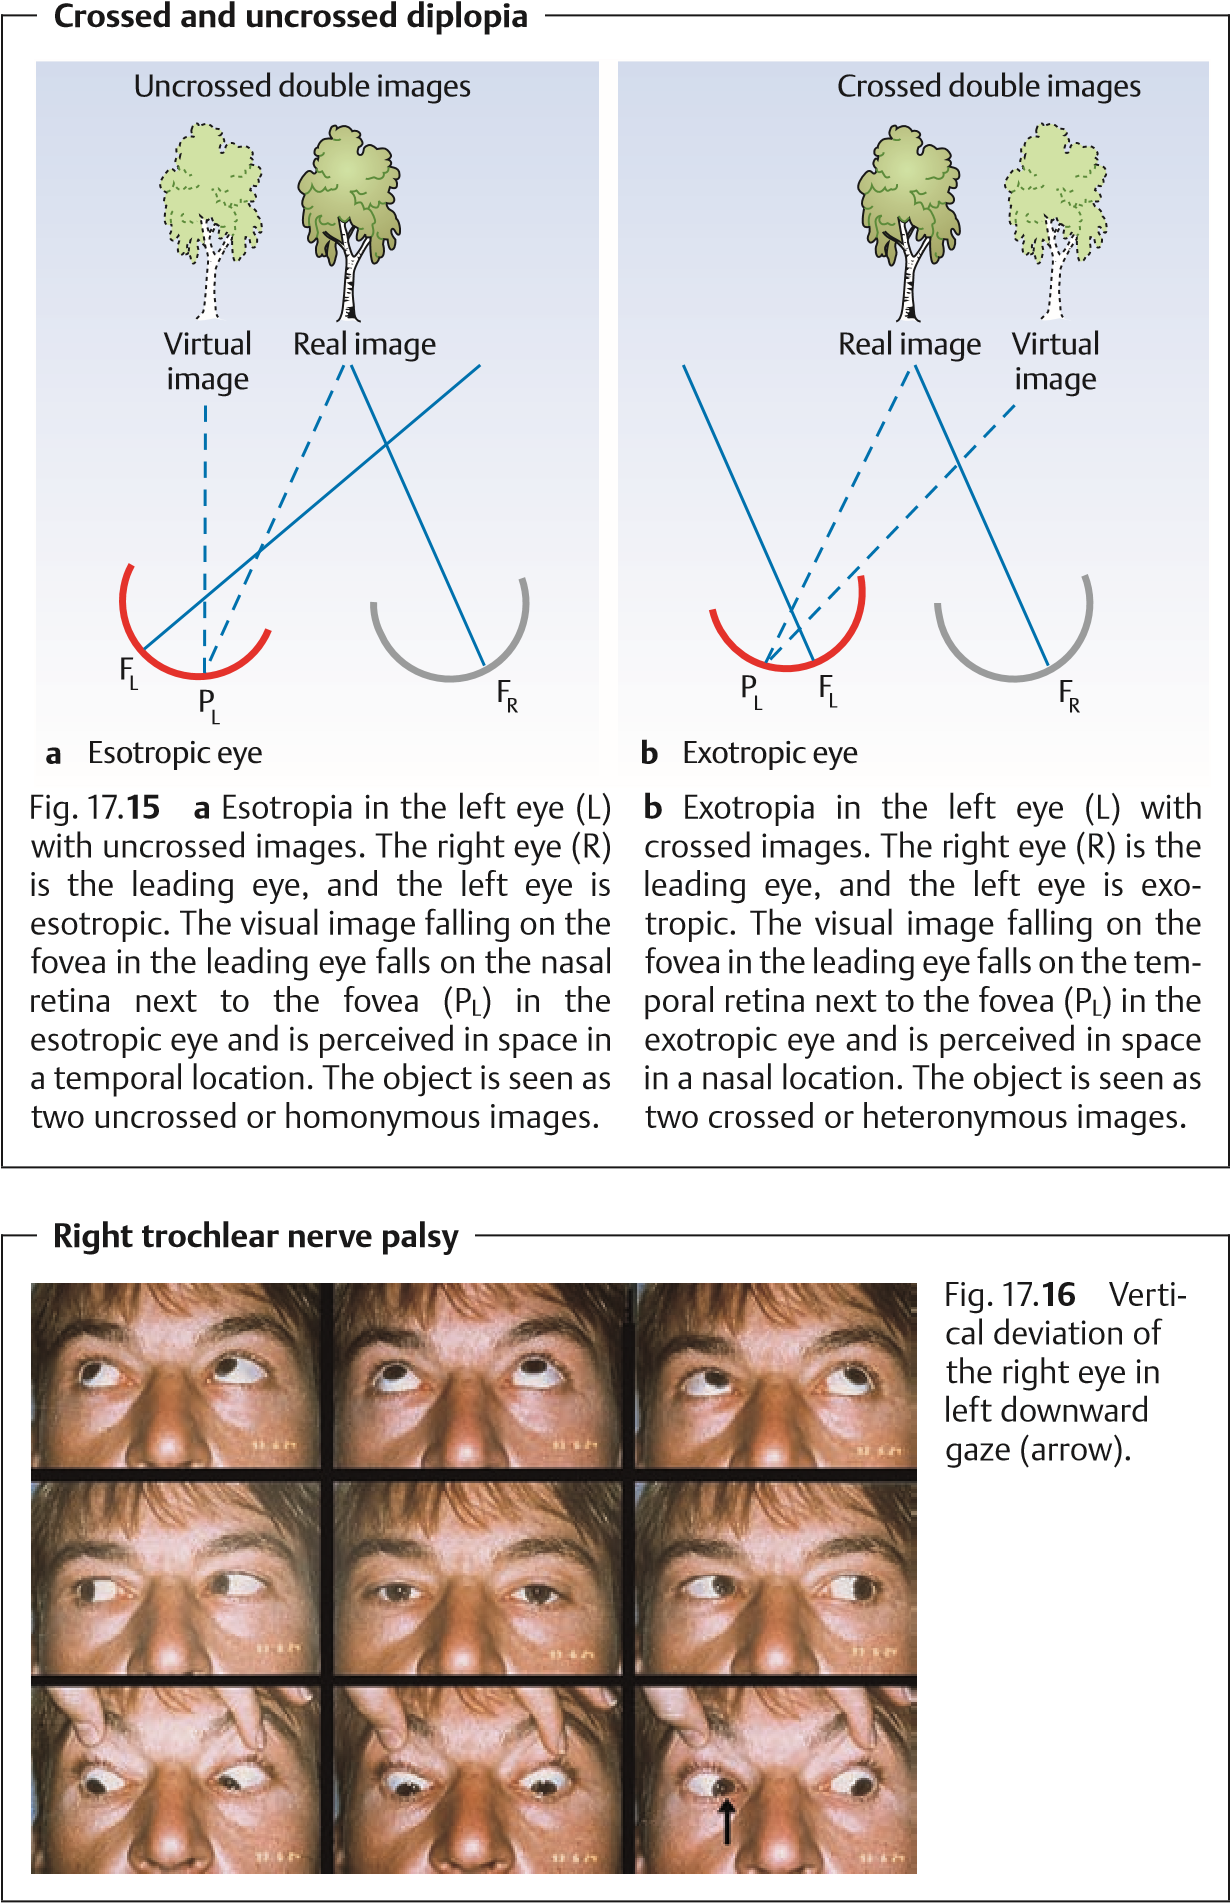 Crossed and uncrossed diplopia
Uncrossed double images
Virtual
image
Real image
F_L
P_L
F_R
a Esotropic eye
Crossed double images
Real image
Virtual
image
P_L
F_L
F_R
b Exotropic eye
Fig. 17.15 a Esotropia in the left eye (L)
with uncrossed images. The right eye (R)
is the leading eye, and the left eye is
esotropic. The visual image falling on the
fovea in the leading eye falls on the nasal
retina next to the fovea (P_L) in the
esotropic eye and is perceived in space in
a temporal location. The object is seen as
two uncrossed or homonymous images.
b Exotropia in the left eye (L) with
crossed images. The right eye (R) is the
leading eye, and the left eye is exo-
tropic. The visual image falling on the
fovea in the leading eye falls on the tem-
poral retina next to the fovea (P_L) in the
exotropic eye and is perceived in space
in a nasal location. The object is seen as
two crossed or heteronymous images.
Right trochlear nerve palsy
Fig. 17.16 Verti-
cal deviation of
the right eye in
left downward
gaze (arrow).